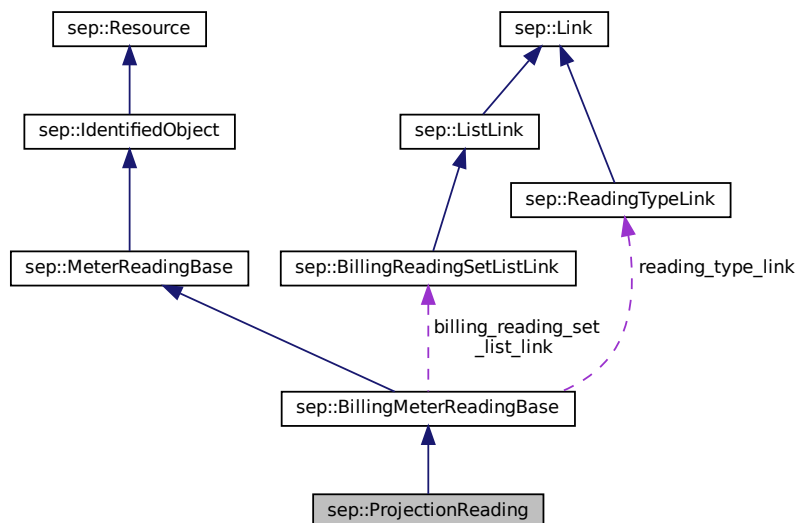 sep::Resource
sep::Link
sep::IdentifiedObject
sep::ListLink
sep::ReadingTypeLink
sep::MeterReadingBase
sep::BillingReadingSetListLink
reading_type_link
billing_reading_set
_list_link
sep::BillingMeterReadingBase
sep::ProjectionReading